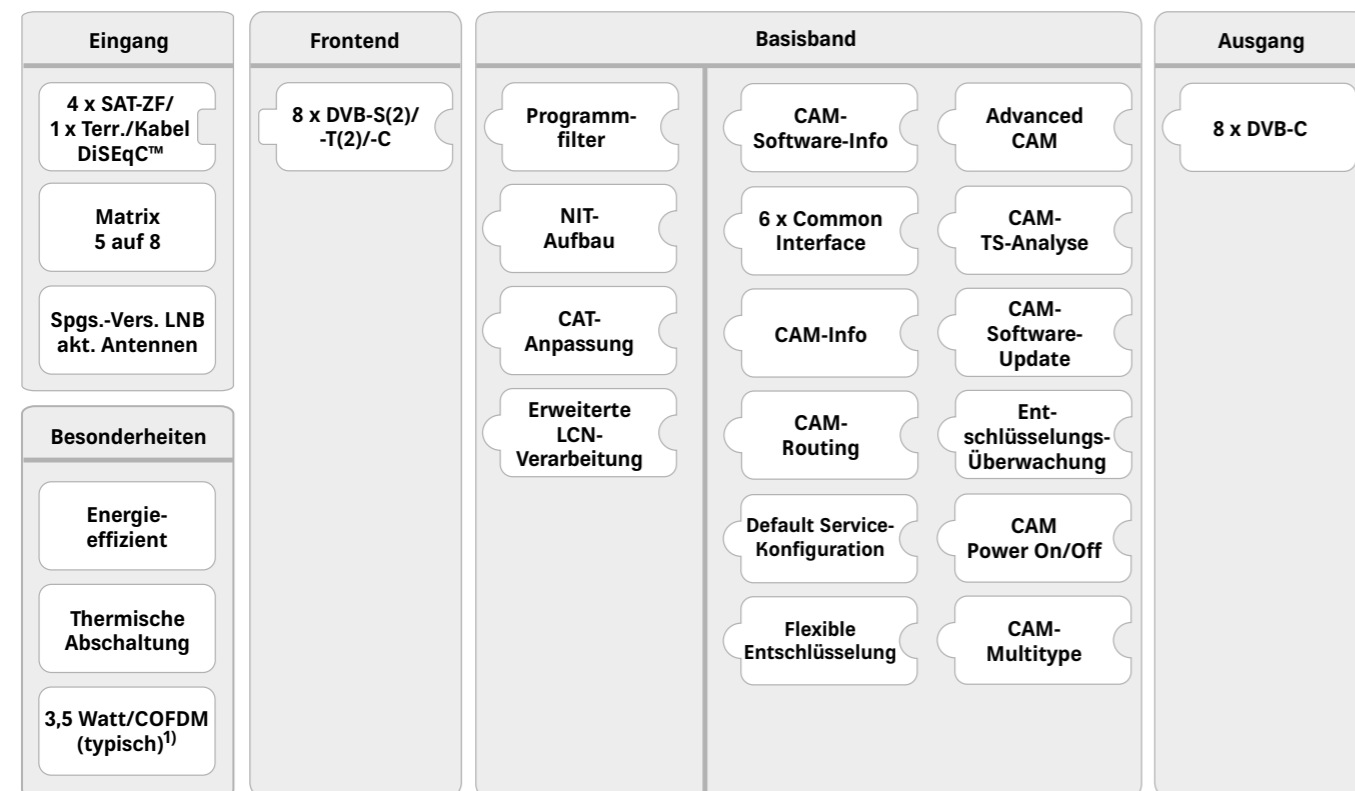 Eingang
4 x SAT-ZF/
1 x Terr./Kabel
DiSEqC™
Matrix
5 auf 8
Spgs.-Vers. LNB
akt. Antennen
Besonderheiten
Energie-
effizient
Thermische
Abschaltung
3,5 Watt/COFDM
(typisch)1)
Frontend
8 x DVB-S(2)/
-T(2)/-C
Basisband
Programm-
filter
NIT-
Aufbau
CAT-
Anpassung
Erweiterte
LCN-
Verarbeitung
CAM-
Software-Info
6 x Common
Interface
CAM-Info
CAM-
Routing
Default Service-
Konfiguration
Flexible
Entschlüsselung
Advanced
CAM
CAM-
TS-Analyse
CAM-
Software-
Update
Ent-
schlüsselungs-
Überwachung
CAM
Power On/Off
CAM-
Multitype
Ausgang
8 x DVB-C